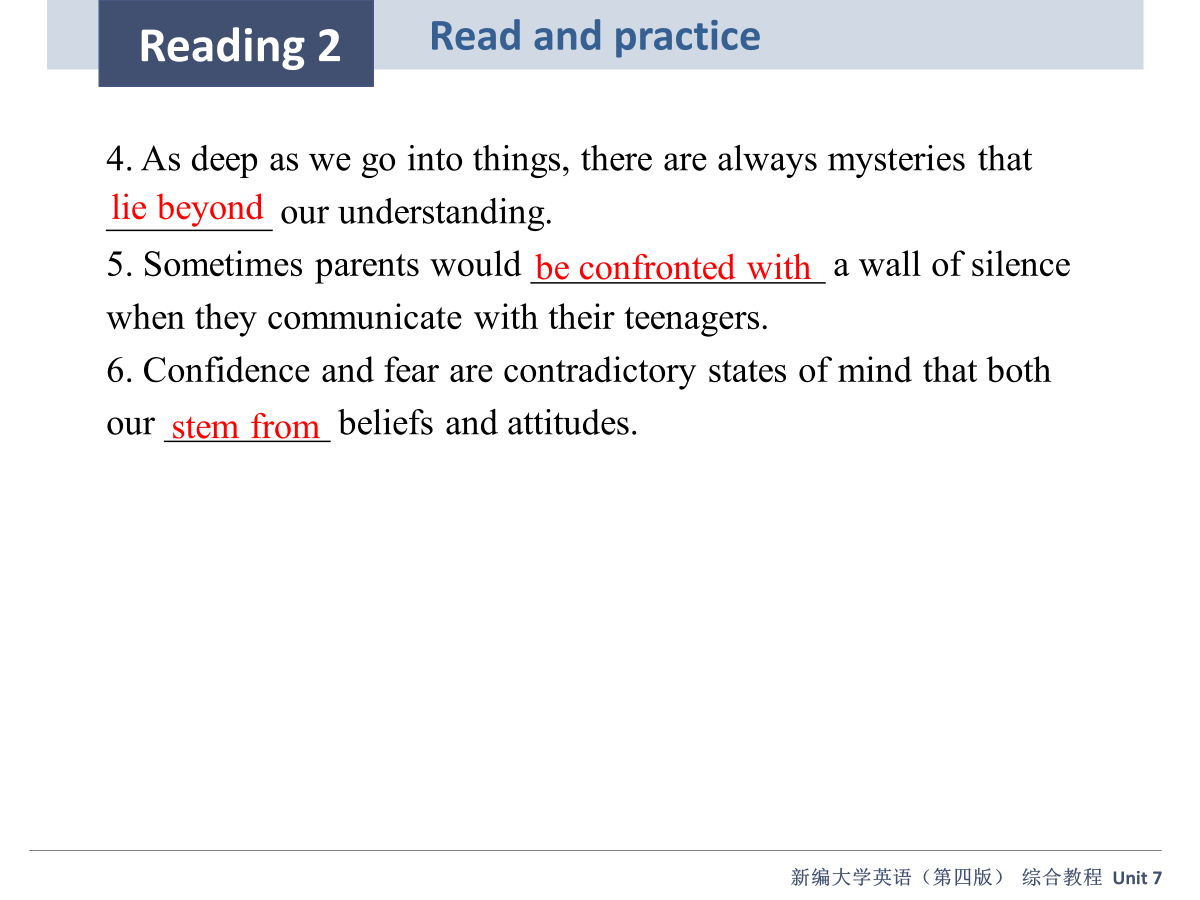 Reading 2
Read and practice
4. As deep as we go into things, there are always mysteries that
lie beyond our understanding.
5. Sometimes parents would be confronted with a wall of silence
when they communicate with their teenagers.
6. Confidence and fear are contradictory states of mind that both
our stem from beliefs and attitudes.
新编大学英语（第四版） 综合教程 Unit 7